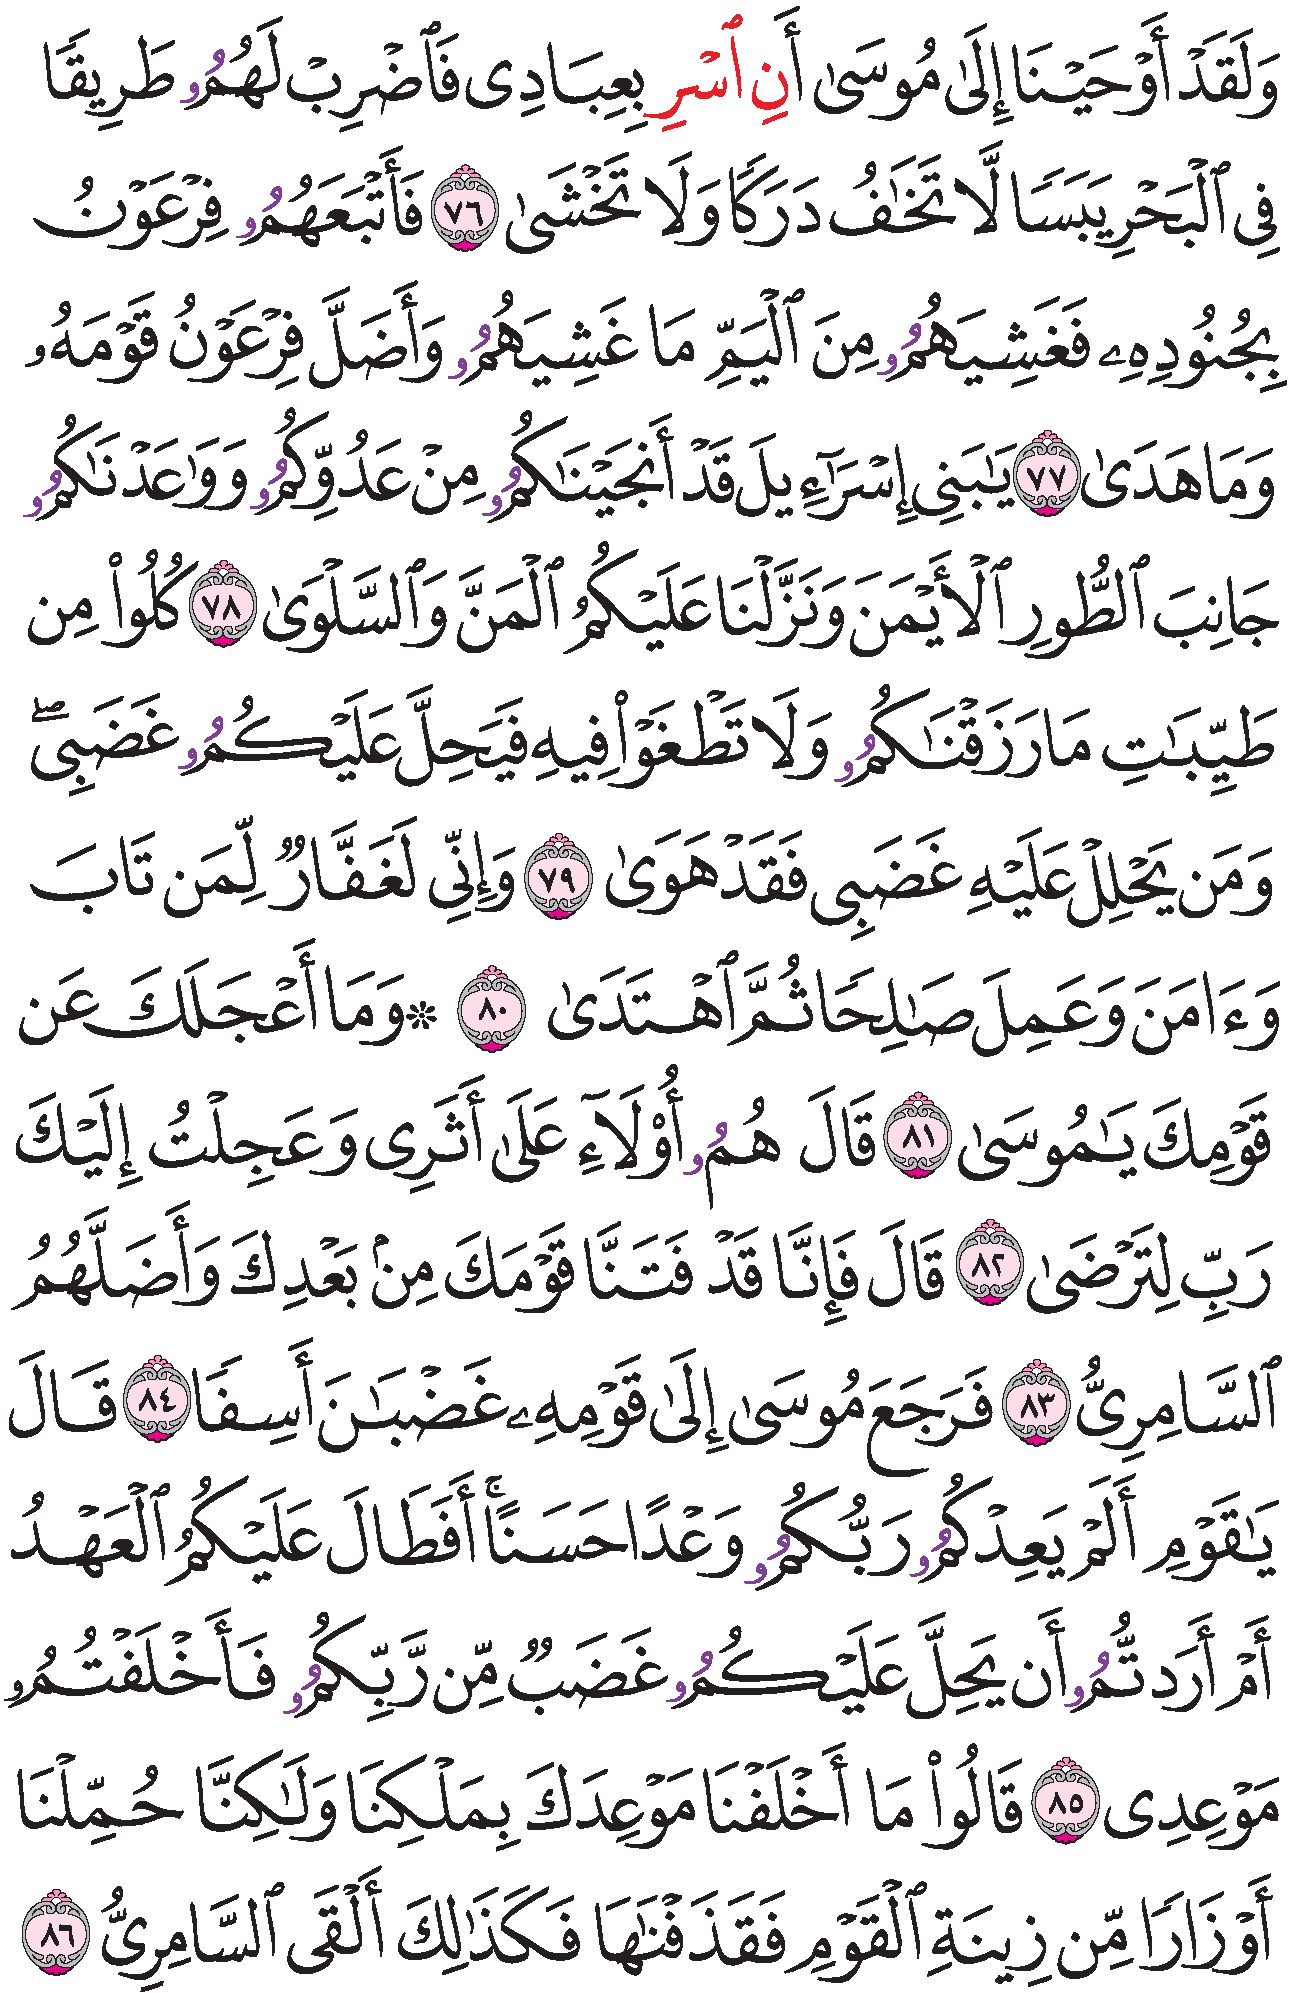 وَلَقَدْ أَوْحَيْنَا إِلَىٰ مُوسَىٰ أَنِ ٱسْرِ بِعِبَادِى فَٱضْرِبْ لَهُمُۥ طَرِيقًا
فِى ٱلْبَحْرِ يَبَسًا لَّا تَخَٰفُ دَرَكًا وَلَا تَخْشَىٰ ٧٦ فَأَتْبَعَهُمُۥ فِرْعَوْنُ
بِجُنُودِهِۦ فَغَشِيَهُمُۥ مِنَ ٱلْيَمِّ مَا غَشِيَهُمُۥ وَأَضَلَّ فِرْعَوْنُ قَوْمَهُۥ
وَمَا هَدَىٰ ٧٧ يَٰبَنِى إِسْرَآءِيلَ قَدْ أَنجَيْنَٰكُمُۥ مِنْ عَدُوِّكُمُۥ وَوَٰعَدْنَٰكُمُۥ
جَانِبَ ٱلطُّورِ ٱلْأَيْمَنَ وَنَزَّلْنَا عَلَيْكُمُ ٱلْمَنَّ وَٱلسَّلْوَىٰ ٧٨ كُلُوا۟ مِن
طَيِّبَٰتِ مَا رَزَقْنَٰكُمُۥ وَلَا تَطْغَوْا۟ فِيهِ فَيَحِلَّ عَلَيْكُمُۥ غَضَبِىۖ
وَمَن يَحْلِلْ عَلَيْهِ غَضَبِى فَقَدْ هَوَىٰ ٧٩ وَإِنِّى لَغَفَّارٌ لِّمَن تَابَ
وَءَامَنَ وَعَمِلَ صَٰلِحًا ثُمَّ ٱهْتَدَىٰ ٨٠ ۞ وَمَا أَعْجَلَكَ عَن
قَوْمِكَ يَٰمُوسَىٰ ٨١ قَالَ هُمُۥ أُو۟لَآءِ عَلَىٰ أَثَرِى وَعَجِلْتُ إِلَيْكَ
رَبِّ لِتَرْضَىٰ ٨٢ قَالَ فَإِنَّا قَدْ فَتَنَّا قَوْمَكَ مِنۢ بَعْدِكَ وَأَضَلَّهُمُ
ٱلسَّامِرِىُّ ٨٣ فَرَجَعَ مُوسَىٰ إِلَىٰ قَوْمِهِۦ غَضْبَٰنَ أَسِفًا ٨٤ قَالَ
يَٰقَوْمِ أَلَمْ يَعِدْكُمُۥ رَبُّكُمُۥ وَعْدًا حَسَنًاۚ أَفَطَالَ عَلَيْكُمُ ٱلْعَهْدُ
أَمْ أَرَدتُّمُۥ أَن يَحِلَّ عَلَيْكُمُۥ غَضَبٌ مِّن رَّبِّكُمُۥ فَأَخْلَفْتُمُۥ
مَوْعِدِى ٨٥ قَالُوا۟ مَا أَخْلَفْنَا مَوْعِدَكَ بِمَلْكِنَا وَلَٰكِنَّا حُمِّلْنَا
أَوْزَارًا مِّن زِينَةِ ٱلْقَوْمِ فَقَذَفْنَٰهَا فَكَذَٰلِكَ أَلْقَى ٱلسَّامِرِىُّ ٨٦